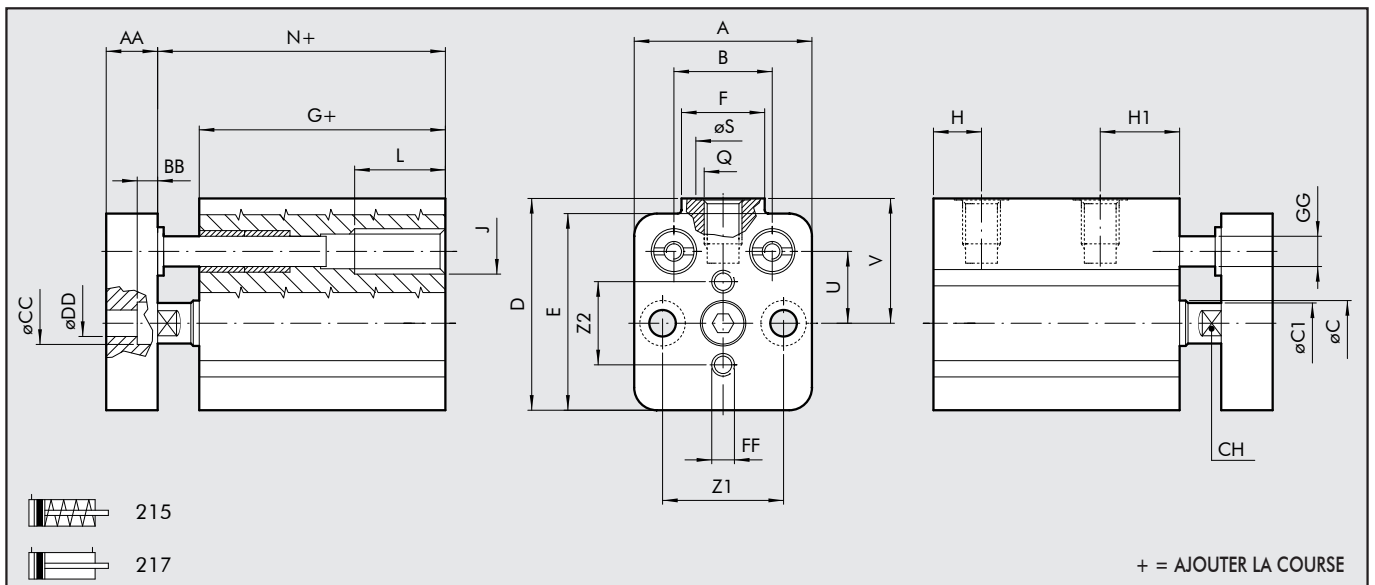 AA
N+
G+
L
BB
J
øCC
øDD
A
B
F
øS
Q
D
E
Z2
U
V
FF
Z1
H
H1
GG
øC1
øC
CH
215
217
+ = AJOUTER LA COURSE